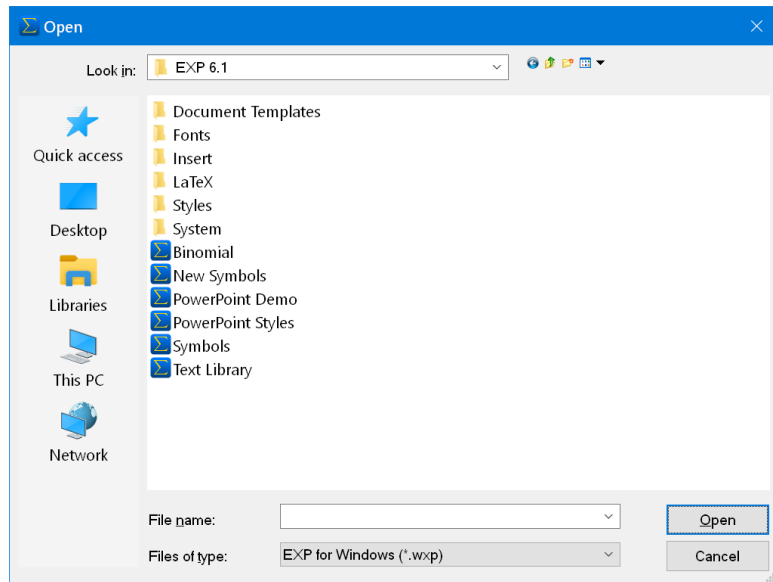 Open
Look in: EXP 6.1
Quick access
Desktop
Libraries
This PC
Network
Document Templates
Fonts
Insert
LaTeX
Styles
System
Binomial
New Symbols
PowerPoint Demo
PowerPoint Styles
Symbols
Text Library
File name:
Open
Files of type: EXP for Windows (*.wxp)
Cancel